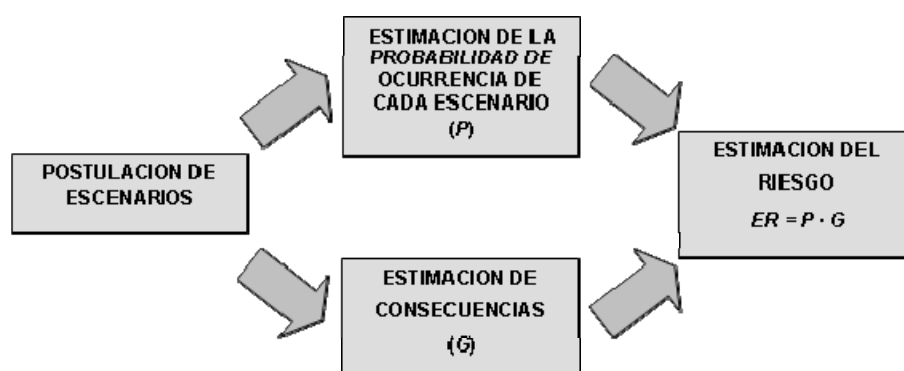 POSTULACION DE
ESCENARIOS
ESTIMACION DE LA
PROBABILIDAD DE
OCURRENCIA DE
CADA ESCENARIO
(P)
ESTIMACION DE
CONSECUENCIAS
(G)
ESTIMACION DEL
RIESGO
ER = P · G